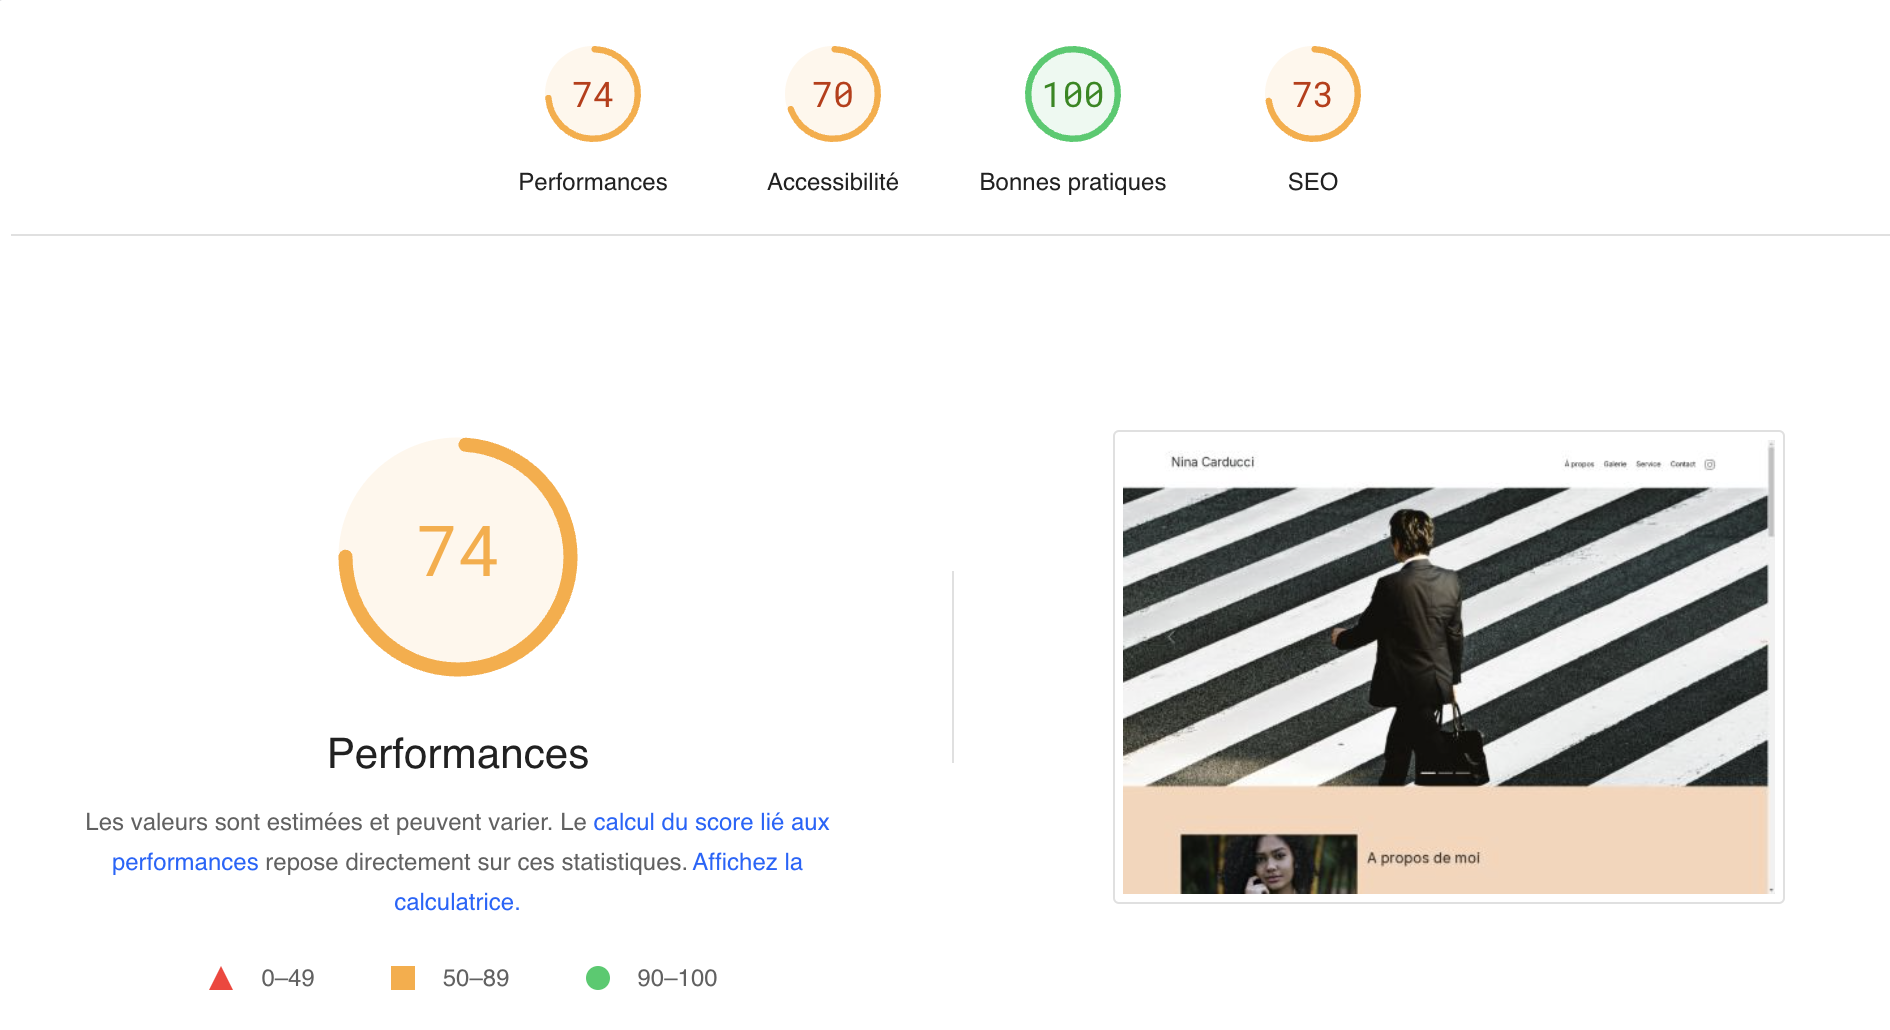 74
70
100
73
Performances
Accessibilité
Bonnes pratiques
SEO
74
Performances
Les valeurs sont estimées et peuvent varier. Le calcul du score lié aux
performances repose directement sur ces statistiques. Affichez la
calculatrice.
0–49
50–89
90–100
Nina Carducci
À propos
Galerie
Service
Contact
A propos de moi